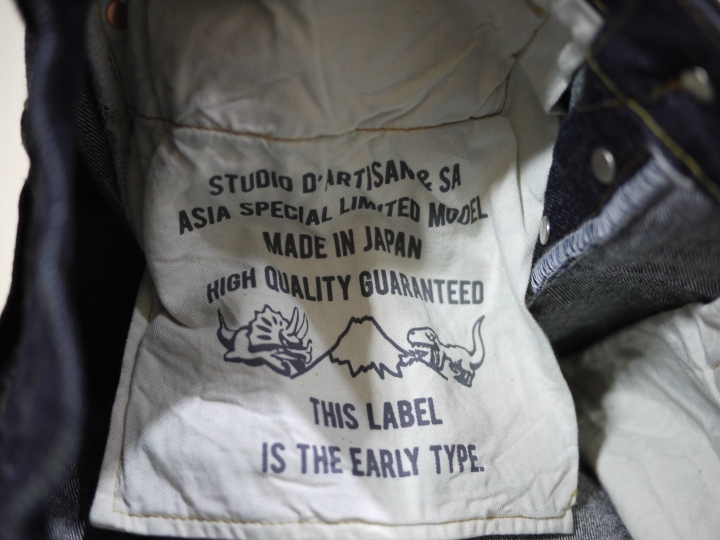 STUDIO D'ARTISAN & SA
ASIA SPECIAL LIMITED MODEL
MADE IN JAPAN
HIGH QUALITY GUARANTEED
THIS LABEL
IS THE EARLY TYPE.